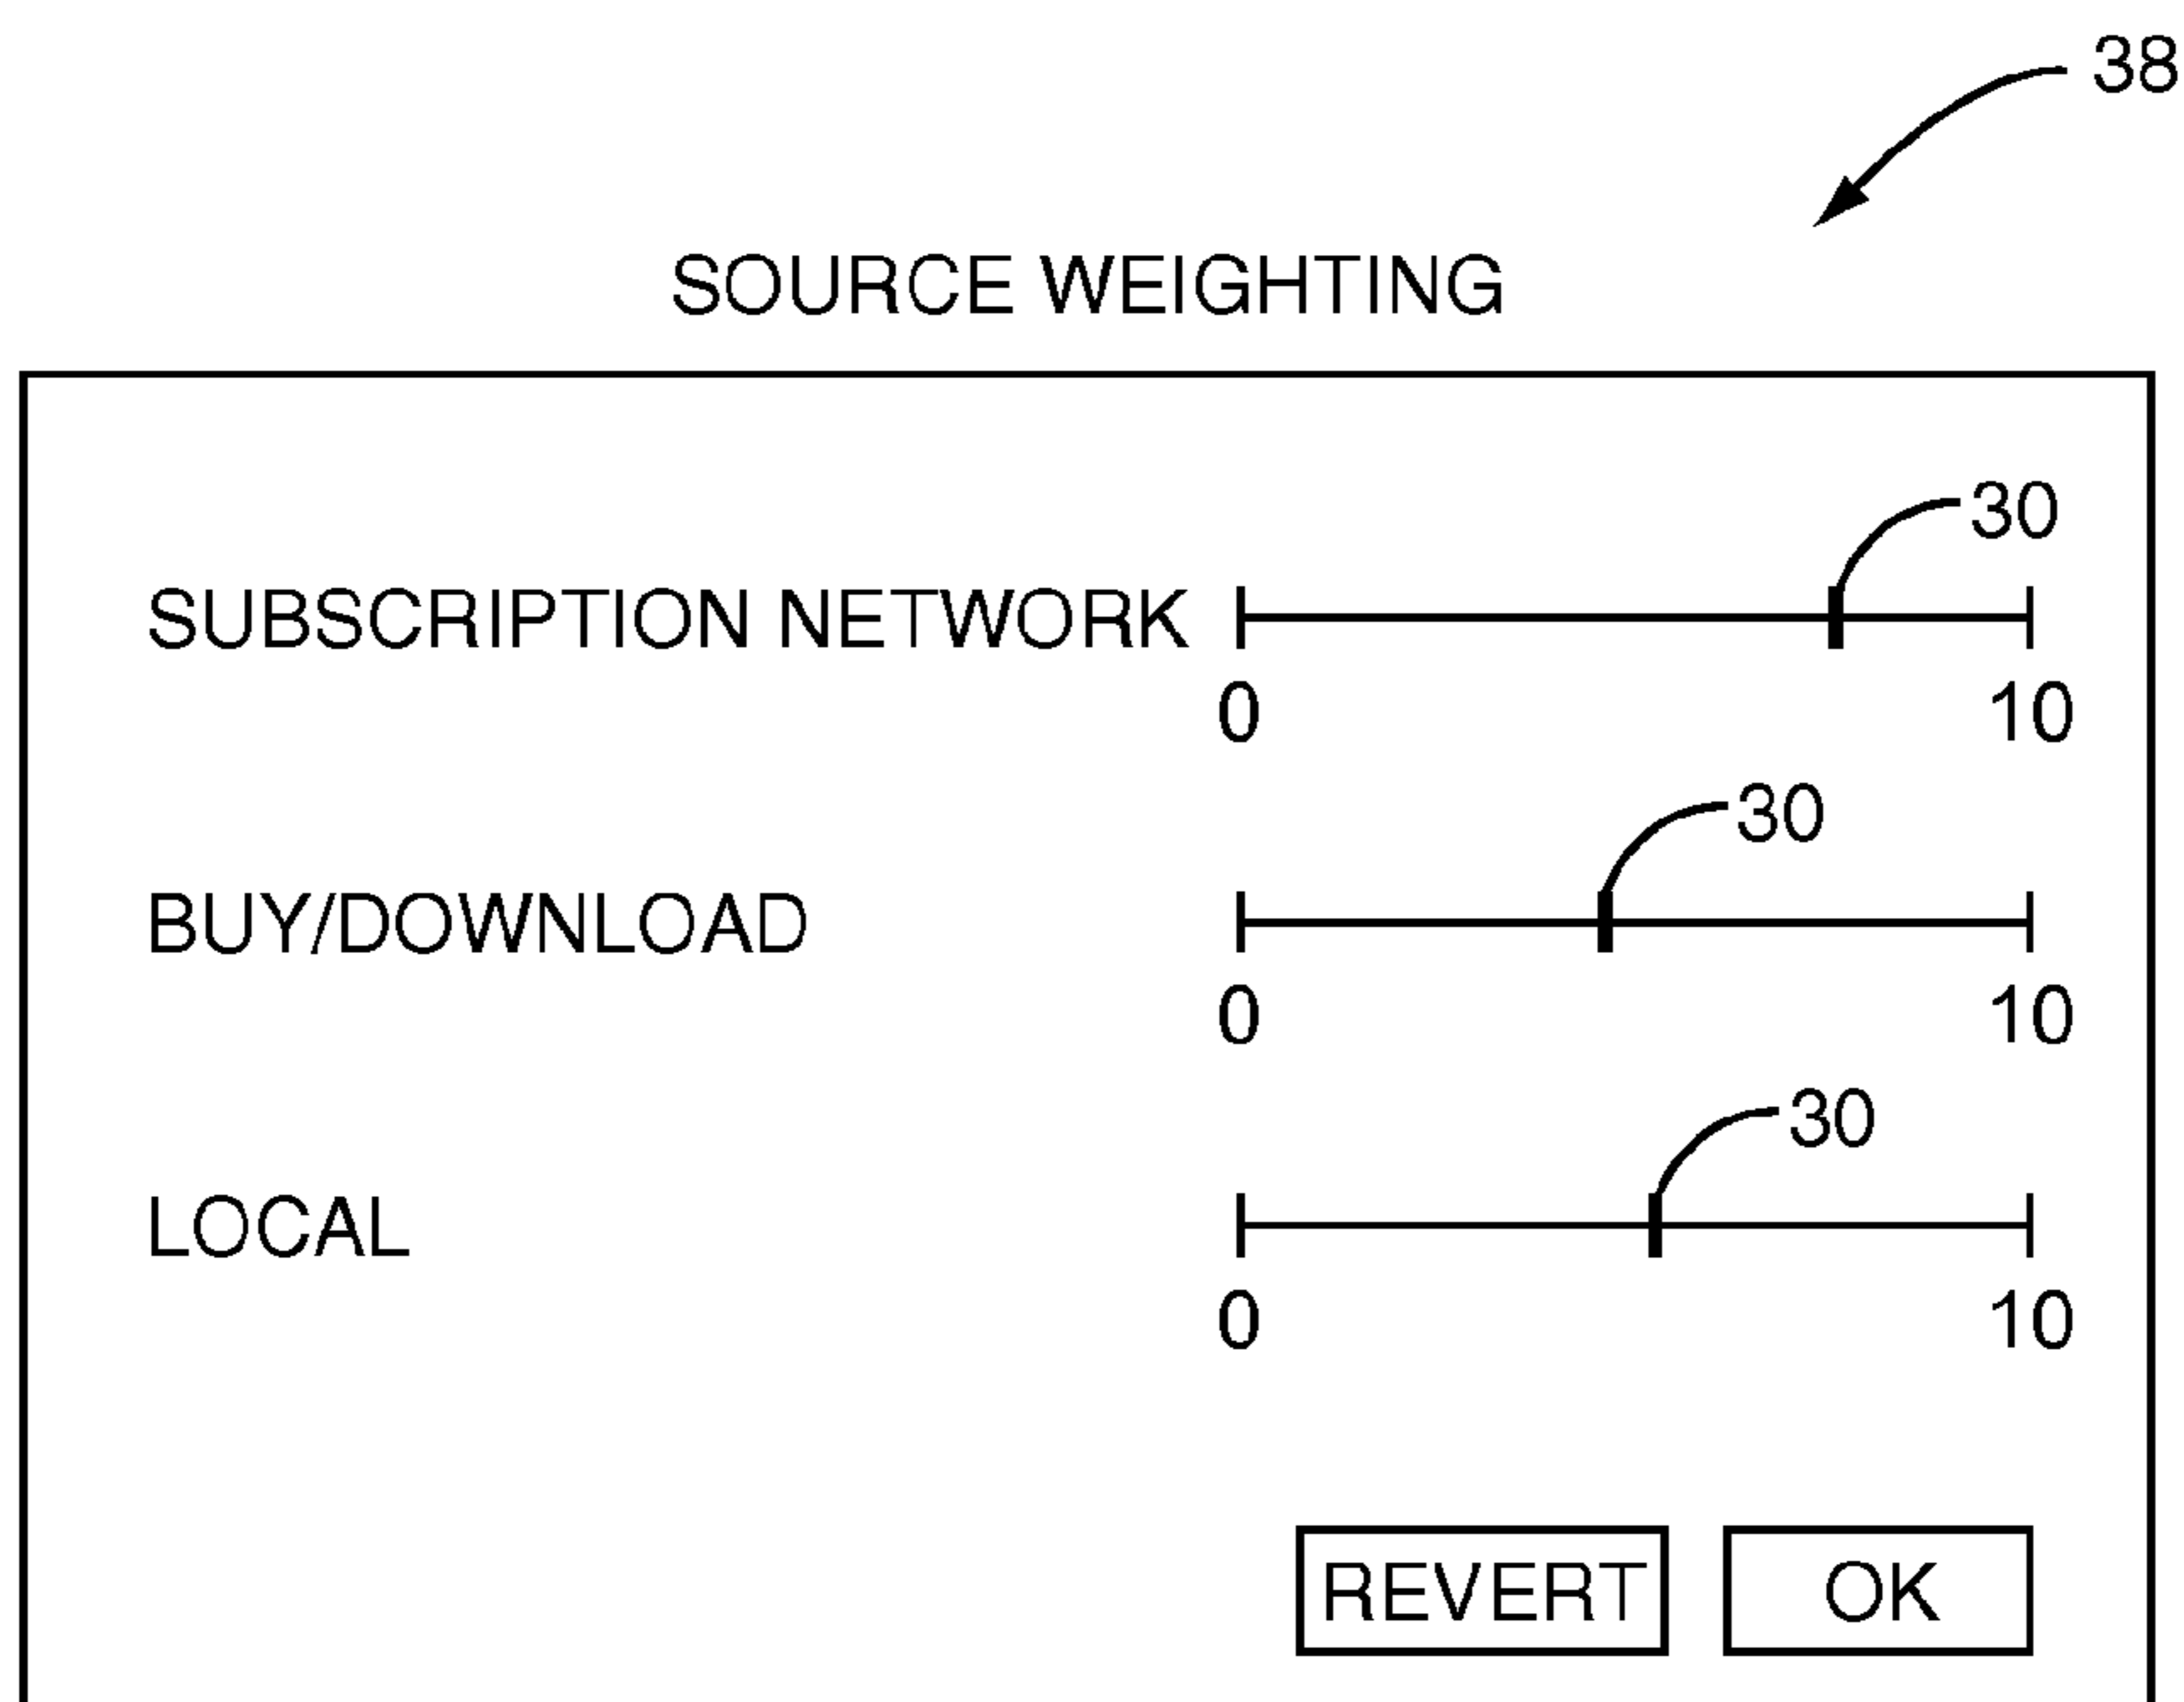 38
SOURCE WEIGHTING
30
SUBSCRIPTION NETWORK
0 10
30
BUY/DOWNLOAD
0 10
30
LOCAL
0 10
REVERT OK